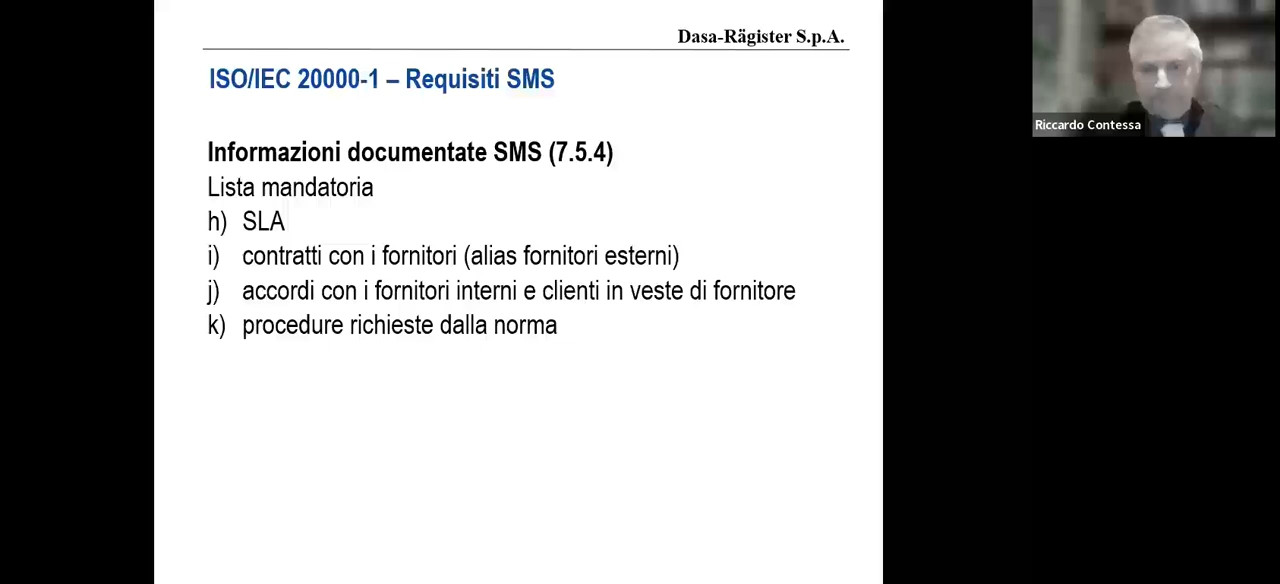 Dasa-Rägister S.p.A.
ISO/IEC 20000-1 – Requisiti SMS
Riccardo Contessa
Informazioni documentate SMS (7.5.4)
Lista mandatoria
h) SLA
i) contratti con i fornitori (alias fornitori esterni)
j) accordi con i fornitori interni e clienti in veste di fornitore
k) procedure richieste dalla norma